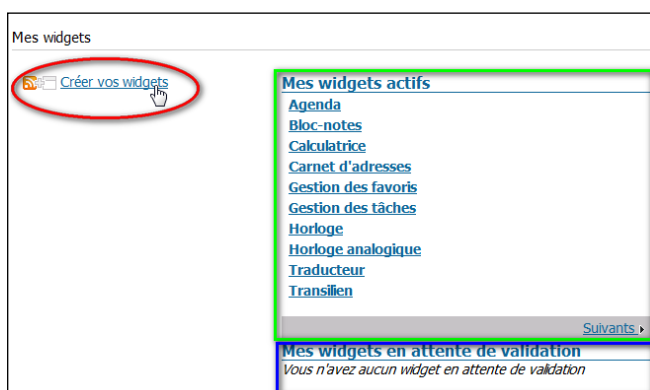 Mes widgets
Créer vos widgets
Mes widgets actifs
Agenda
Bloc-notes
Calculatrice
Carnet d'adresses
Gestion des favoris
Gestion des tâches
Horloge
Horloge analogique
Traducteur
Transilien
Suivants
Mes widgets en attente de validation
Vous n'avez aucun widget en attente de validation